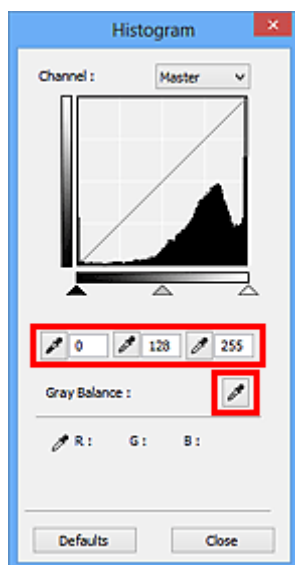 Histogram
Channel : Master
0 128 255
Gray Balance :
R : G : B :
Defaults Close